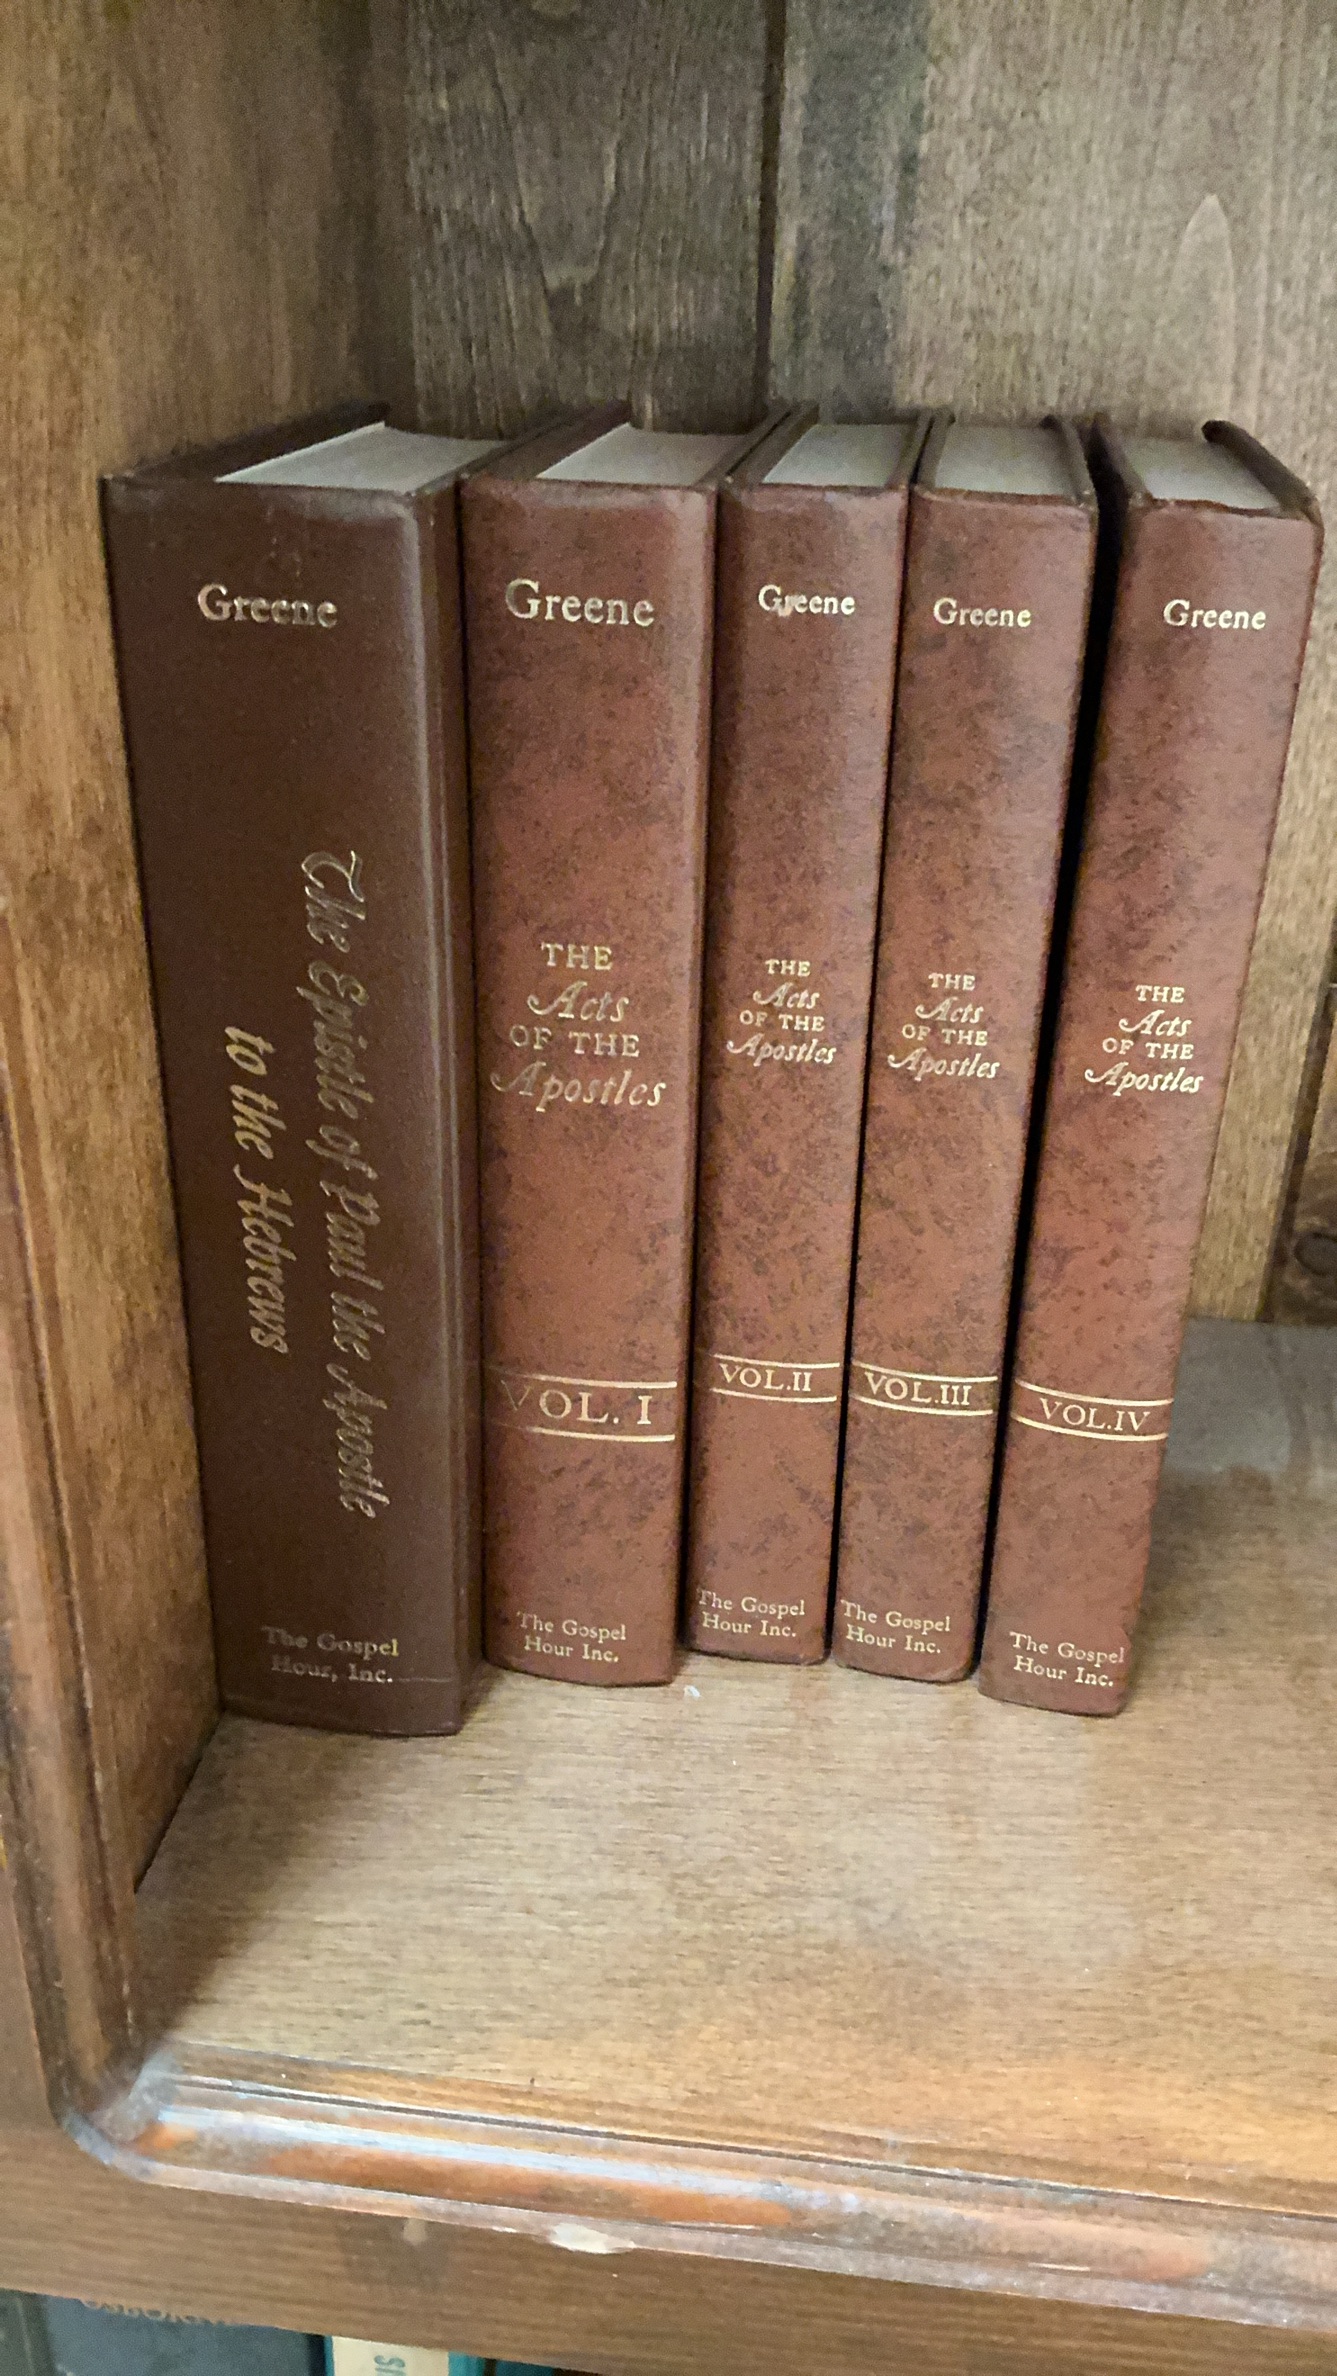 Greene
The Epistle of Paul the Apostle
to the Hebrews
The Gospel
Hour, Inc.
Greene
THE
Acts
OF THE
Apostles
VOL. I
The Gospel
Hour Inc.
Greene
THE
Acts
OF THE
Apostles
VOL.II
The Gospel
Hour Inc.
Greene
THE
Acts
OF THE
Apostles
VOL.III
The Gospel
Hour Inc.
Greene
THE
Acts
OF THE
Apostles
VOL.IV
The Gospel
Hour Inc.